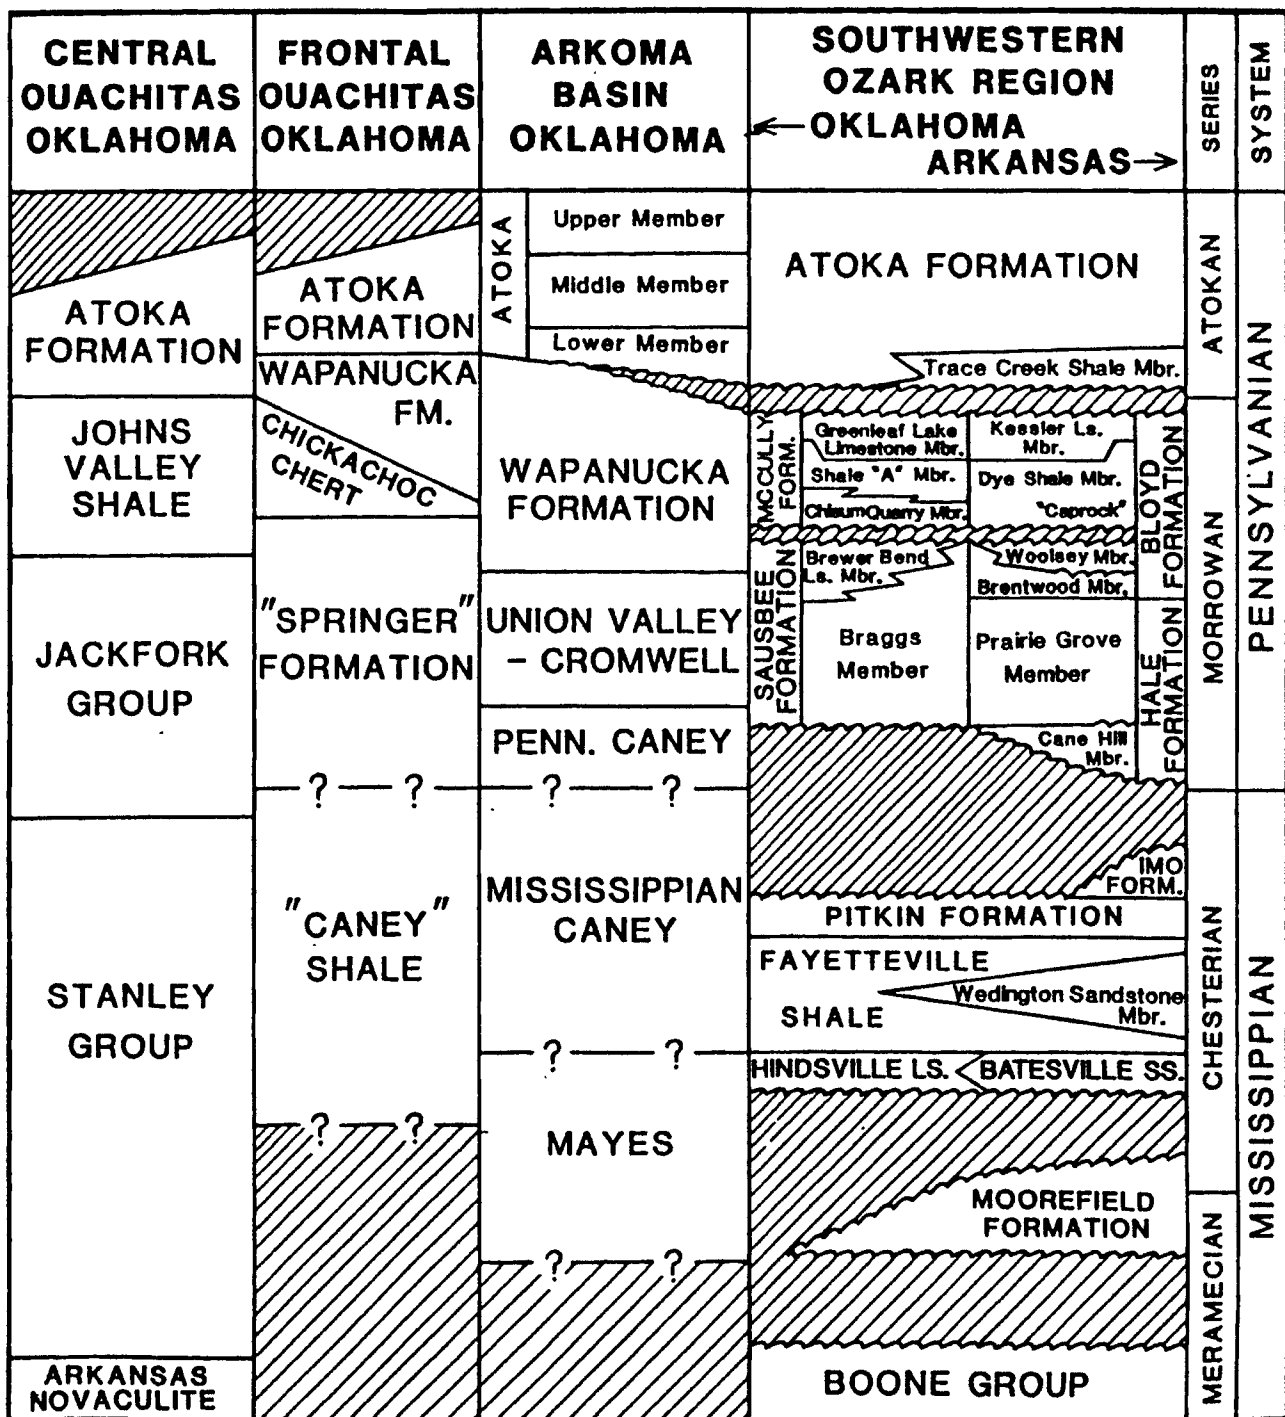 CENTRAL
OUACHITAS
OKLAHOMA
FRONTAL
OUACHITAS
OKLAHOMA
ARKOMA
BASIN
OKLAHOMA
SOUTHWESTERN
OZARK REGION
←OKLAHOMA
ARKANSAS→
SERIES
SYSTEM
ATOKA
FORMATION
JOHNS
VALLEY
SHALE
JACKFORK
GROUP
STANLEY
GROUP
ARKANSAS
NOVACULITE
ATOKA
FORMATION
WAPANUCKA
FM.
CHICKACHOC
CHERT
"SPRINGER"
FORMATION
? ?
"CANEY"
SHALE
? ?
ATOKA
Upper Member
Middle Member
Lower Member
WAPANUCKA
FORMATION
UNION VALLEY
– CROMWELL
PENN. CANEY
? ?
MISSISSIPPIAN
CANEY
? ?
MAYES
? ?
ATOKA FORMATION
Trace Creek Shale Mbr.
MCCULLY
FORM.
Greenleaf Lake
Limestone Mbr.
Shale "A" Mbr.
Chisum Quarry Mbr.
Kessler Ls.
Mbr.
Dye Shale Mbr.
"Caprock"
BLOYD
FORMATION
SAUSBEE
FORMATION
Brewer Bend
Ls. Mbr.
Braggs
Member
Woolsey Mbr.
Brentwood Mbr.
Prairie Grove
Member
Cane Hill
Mbr.
HALE
FORMATION
IMO
FORM.
PITKIN FORMATION
FAYETTEVILLE
SHALE
Wedington Sandstone
Mbr.
HINDSVILLE LS.
BATESVILLE SS.
MOOREFIELD
FORMATION
BOONE GROUP
ATOKAN
MORROWAN
CHESTERIAN
MERAMECIAN
PENNSYLVANIAN
MISSISSIPPIAN